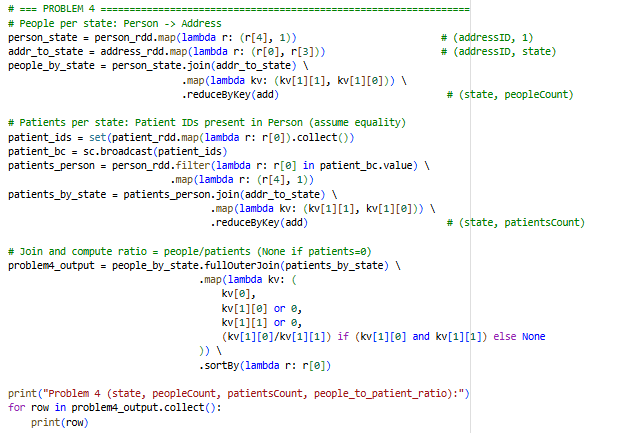 # === PROBLEM 4 =================================================================
# People per state: Person -> Address
person_state = person_rdd.map(lambda r: (r[4], 1)) # (addressID, 1)
addr_to_state = address_rdd.map(lambda r: (r[0], r[3])) # (addressID, state)
people_by_state = person_state.join(addr_to_state) \
.map(lambda kv: (kv[1][1], kv[1][0])) \
.reduceByKey(add) # (state, peopleCount)
# Patients per state: Patient IDs present in Person (assume equality)
patient_ids = set(patient_rdd.map(lambda r: r[0]).collect())
patient_bc = sc.broadcast(patient_ids)
patients_person = person_rdd.filter(lambda r: r[0] in patient_bc.value) \
.map(lambda r: (r[4], 1))
patients_by_state = patients_person.join(addr_to_state) \
.map(lambda kv: (kv[1][1], kv[1][0])) \
.reduceByKey(add) # (state, patientsCount)
# Join and compute ratio = people/patients (None if patients=0)
problem4_output = people_by_state.fullOuterJoin(patients_by_state) \
.map(lambda kv: (
kv[0],
kv[1][0] or 0,
kv[1][1] or 0,
(kv[1][0]/kv[1][1]) if (kv[1][0] and kv[1][1]) else None
)) \
.sortBy(lambda r: r[0])
print("Problem 4 (state, peopleCount, patientsCount, people_to_patient_ratio):")
for row in problem4_output.collect():
print(row)